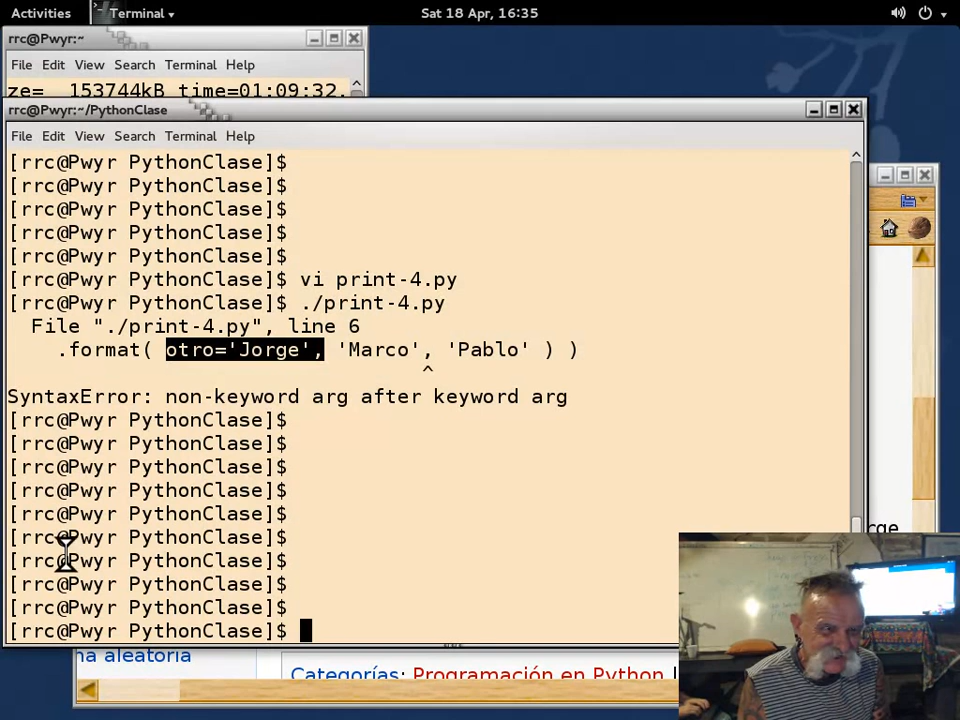 Activities Terminal Sat 18 Apr, 16:35
rrc@Pwyr:~
File Edit View Search Terminal Help
ze= 153744kB time=01:09:32.
rrc@Pwyr:~/PythonClase
File Edit View Search Terminal Help
[rrc@Pwyr PythonClase]$
[rrc@Pwyr PythonClase]$
[rrc@Pwyr PythonClase]$
[rrc@Pwyr PythonClase]$
[rrc@Pwyr PythonClase]$
[rrc@Pwyr PythonClase]$ vi print-4.py
[rrc@Pwyr PythonClase]$ ./print-4.py
File "./print-4.py", line 6
.format( otro='Jorge', 'Marco', 'Pablo' ) )
^
SyntaxError: non-keyword arg after keyword arg
[rrc@Pwyr PythonClase]$
[rrc@Pwyr PythonClase]$
[rrc@Pwyr PythonClase]$
[rrc@Pwyr PythonClase]$
[rrc@Pwyr PythonClase]$
[rrc@Pwyr PythonClase]$
[rrc@Pwyr PythonClase]$
[rrc@Pwyr PythonClase]$
[rrc@Pwyr PythonClase]$
[rrc@Pwyr PythonClase]$
na aleatoria
Categorías: Programación en Python